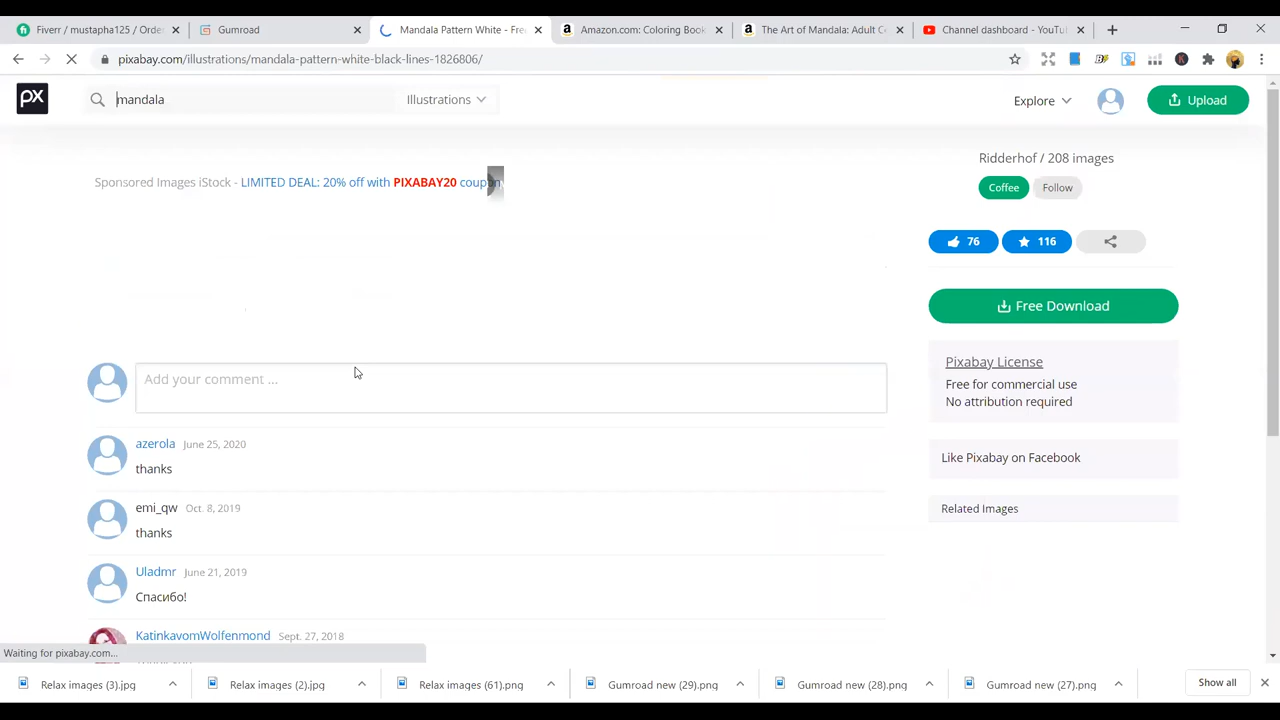 Fiverr / mustapha125 / Orde
Gumroad
Mandala Pattern White - Fre
Amazon.com: Coloring Book
The Art of Mandala: Adult C
Channel dashboard - YouTu
pixabay.com/illustrations/mandala-pattern-white-black-lines-1826806/
px
mandala
Illustrations
Explore
Upload
Sponsored Images iStock - LIMITED DEAL: 20% off with PIXABAY20 coupon
Ridderhof / 208 images
Coffee
Follow
76
116
Free Download
Pixabay License
Free for commercial use
No attribution required
Add your comment ...
azerola June 25, 2020
thanks
Like Pixabay on Facebook
emi_qw Oct. 8, 2019
thanks
Related Images
Uladmr June 21, 2019
Спасибо!
KatinkavomWolfenmond Sept. 27, 2018
Waiting for pixabay.com...
Relax images (3).jpg
Relax images (2).jpg
Relax images (61).png
Gumroad new (29).png
Gumroad new (28).png
Gumroad new (27).png
Show all